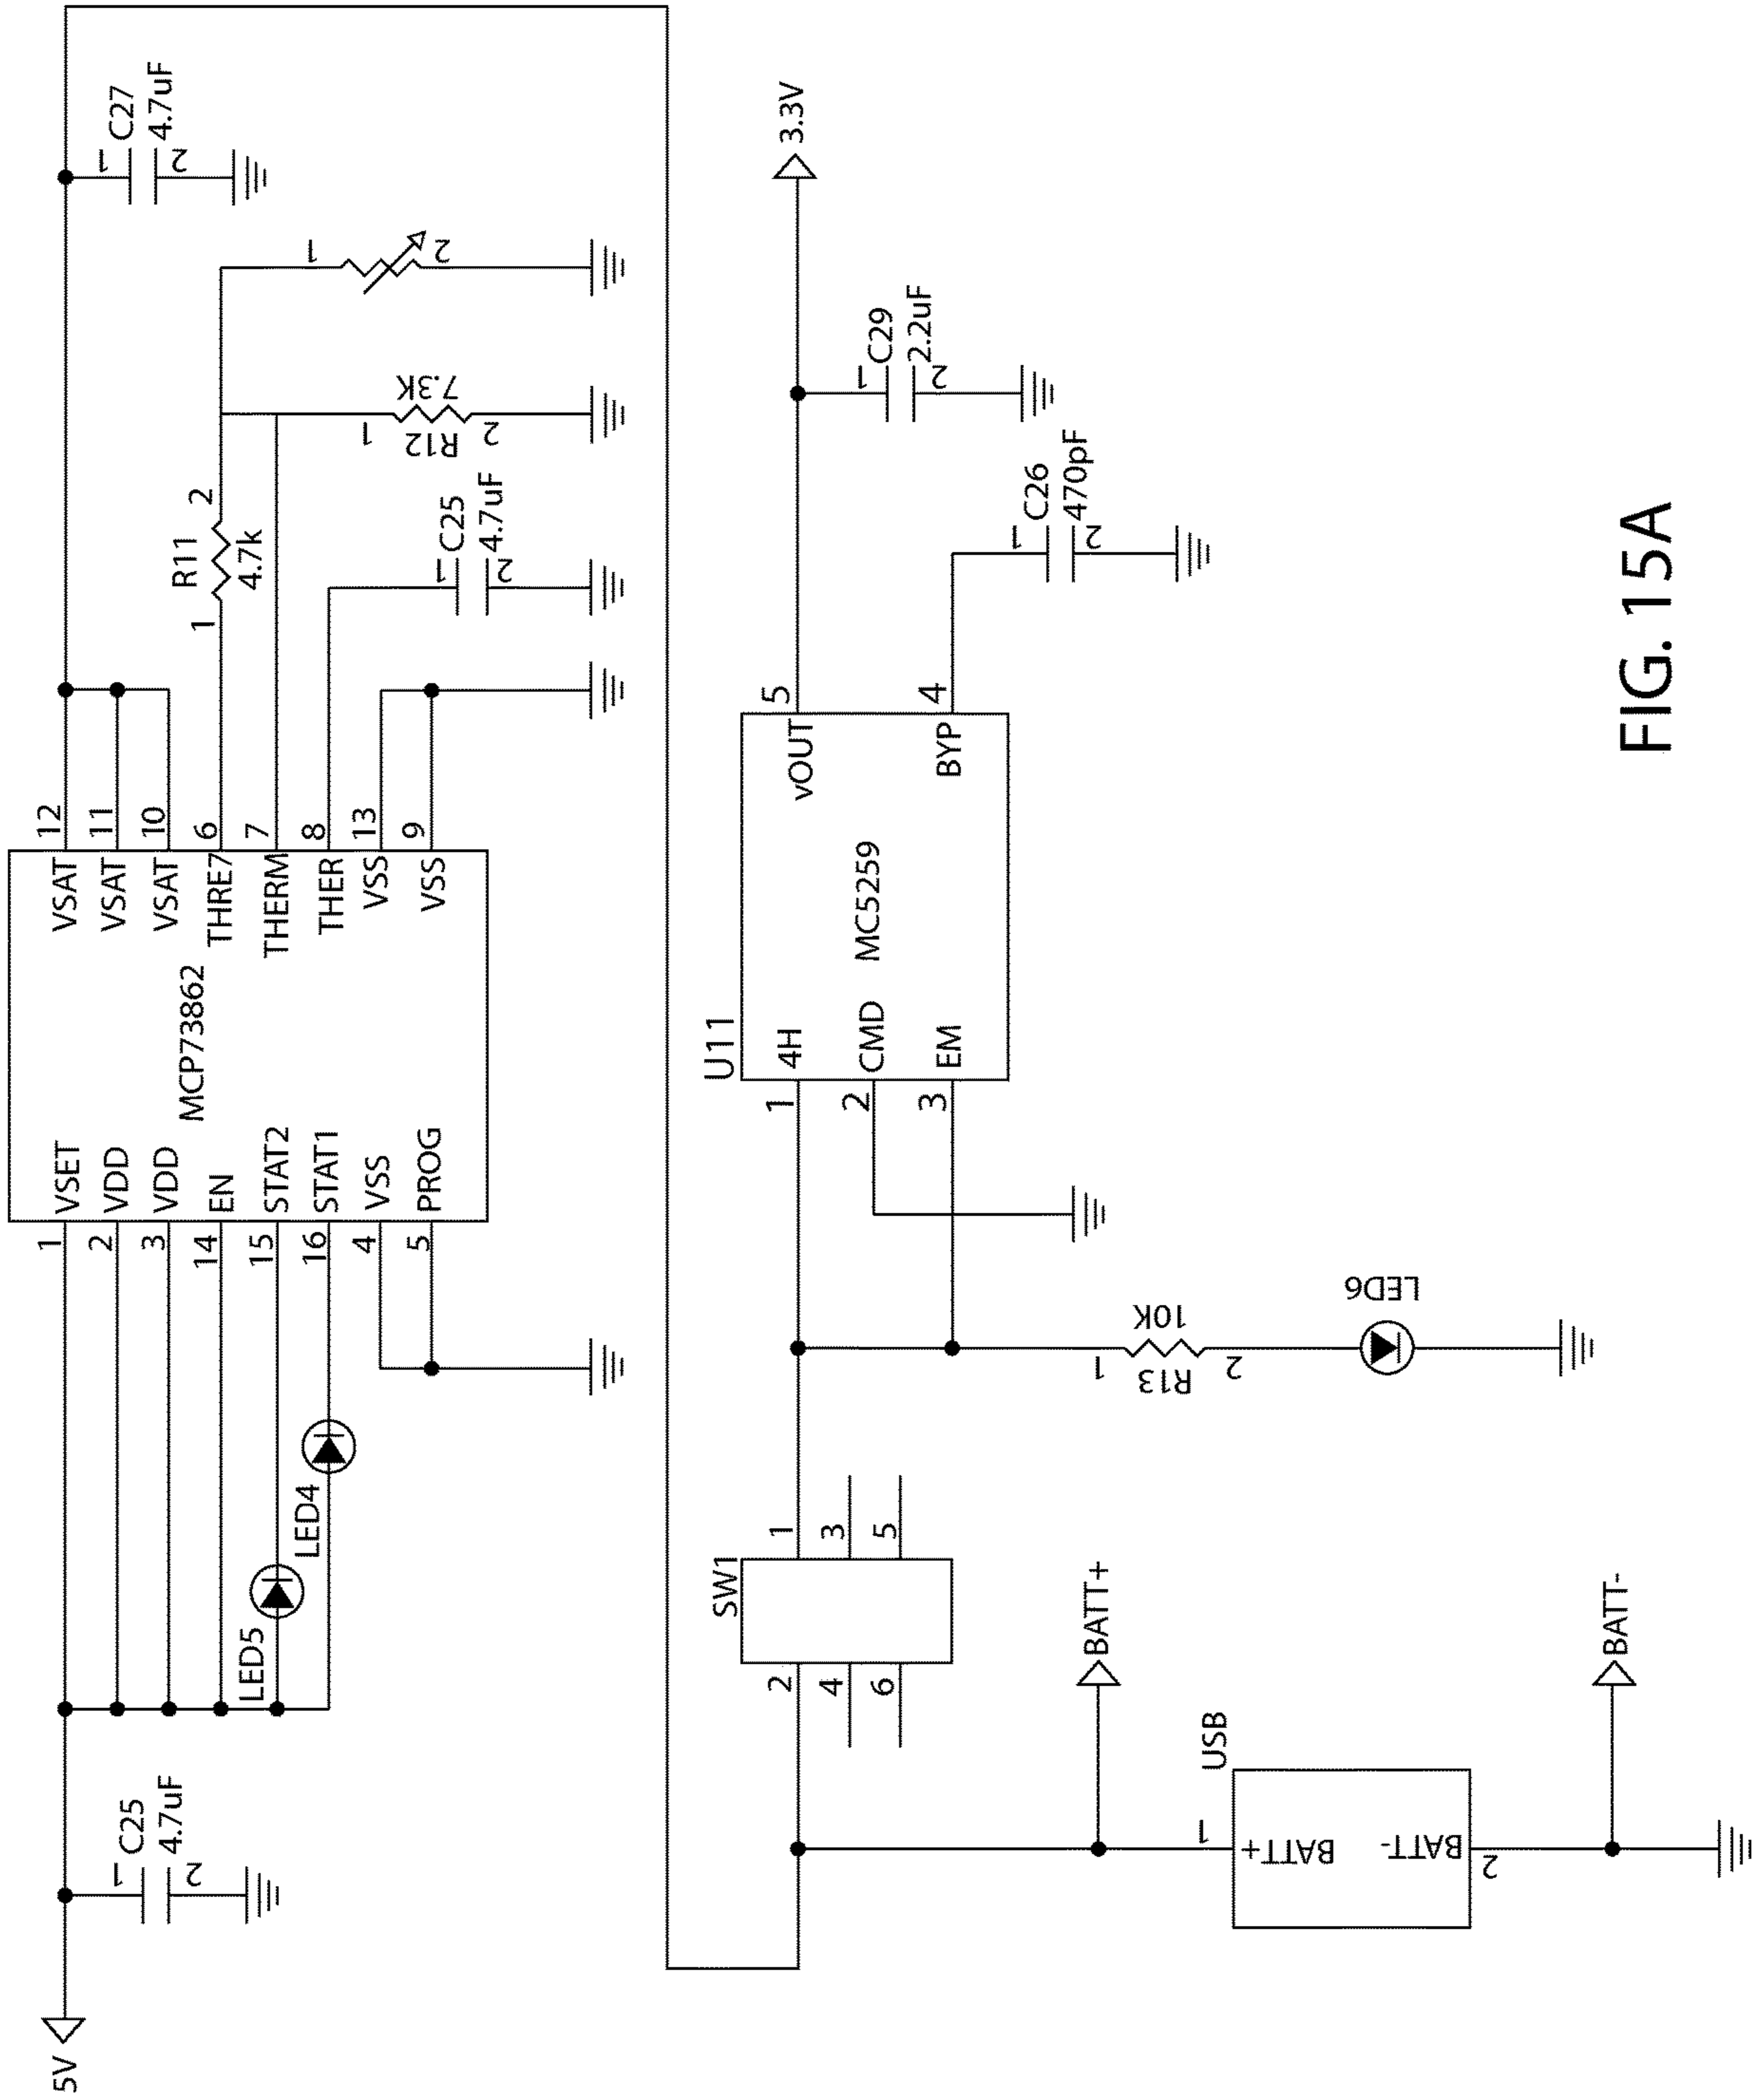 5V
C25
4.7uF
1
2
LED5
LED4
1
2
3
14
15
16
4
5
VSET
VDD
VDD
EN
STAT2
STAT1
VSS
PROG
MCP73862
VSAT
VSAT
VSAT
THRE7
THERM
THER
VSS
VSS
12
11
10
6
7
8
13
9
R11
4.7k
1
2
C25
4.7uF
1
2
R12
7.3K
1
2
1
2
C27
4.7uF
1
2
SW1
2
4
6
1
3
5
BATT+
USB
1
BATT+
BATT-
2
BATT-
R13
10K
1
2
LED6
U11
1
2
3
4H
CMD
EM
MC5259
vOUT
BYP
5
4
C26
470pF
1
2
C29
2.2uF
1
2
3.3V
FIG. 15A